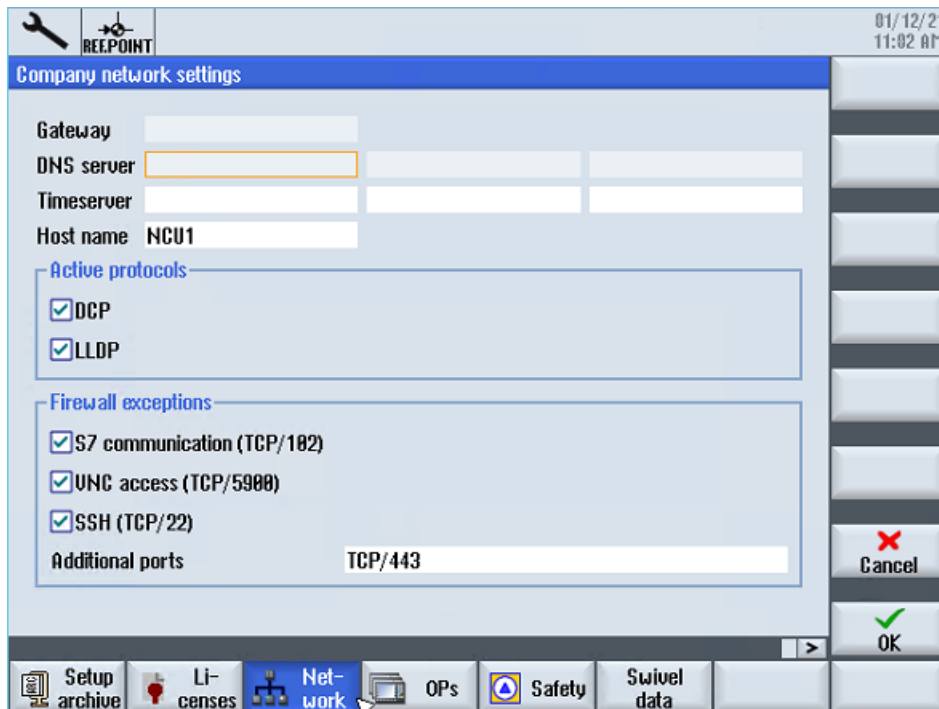 01/12/2
REF.POINT
11:02 AM
Company network settings
Gateway
DNS server
Timeserver
Host name NCU1
Active protocols
DCP
LLDP
Firewall exceptions
S7 communication (TCP/102)
VNC access (TCP/5900)
SSH (TCP/22)
Additional ports TCP/443
Cancel
OK
>
Setup
archive
Li-
censes
Net-
work
OPs
Safety
Swivel
data